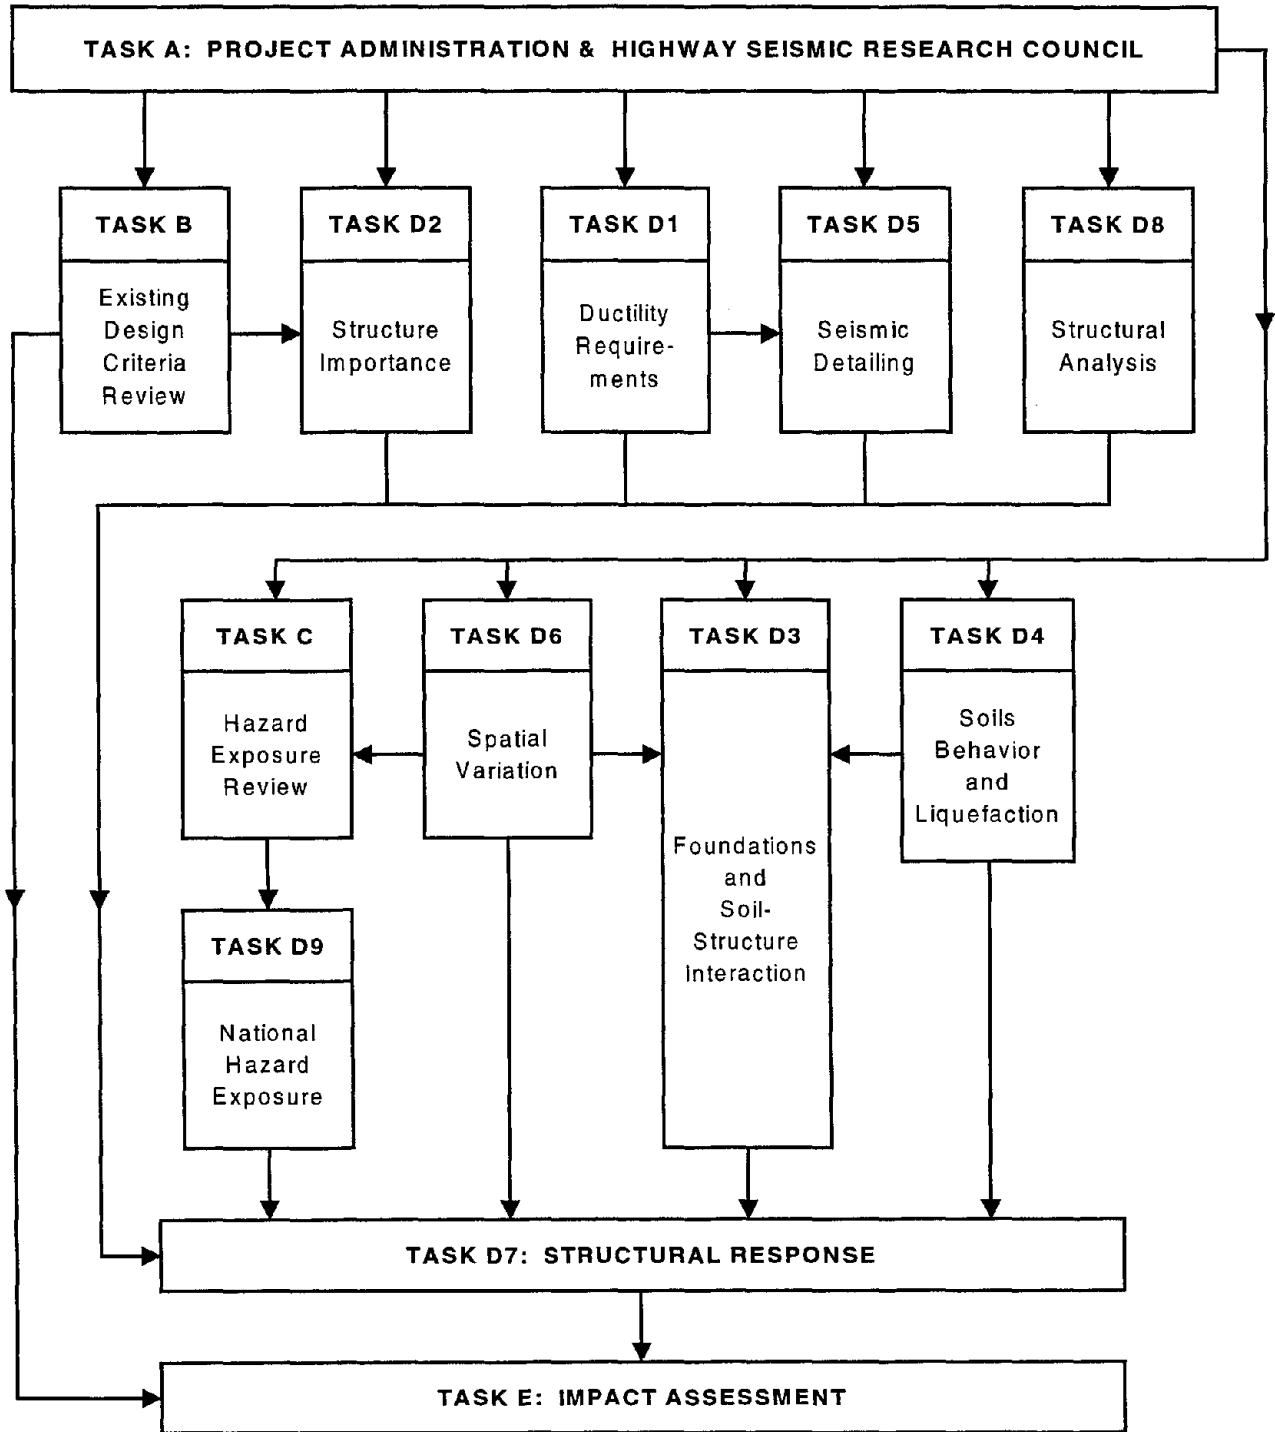 TASK A: PROJECT ADMINISTRATION & HIGHWAY SEISMIC RESEARCH COUNCIL
TASK B
Existing
Design
Criteria
Review
TASK D2
Structure
Importance
TASK D1
Ductility
Require-
ments
TASK D5
Seismic
Detailing
TASK D8
Structural
Analysis
TASK C
Hazard
Exposure
Review
TASK D6
Spatial
Variation
TASK D3
Foundations
and
Soil-
Structure
Interaction
TASK D4
Soils
Behavior
and
Liquefaction
TASK D9
National
Hazard
Exposure
TASK D7: STRUCTURAL RESPONSE
TASK E: IMPACT ASSESSMENT